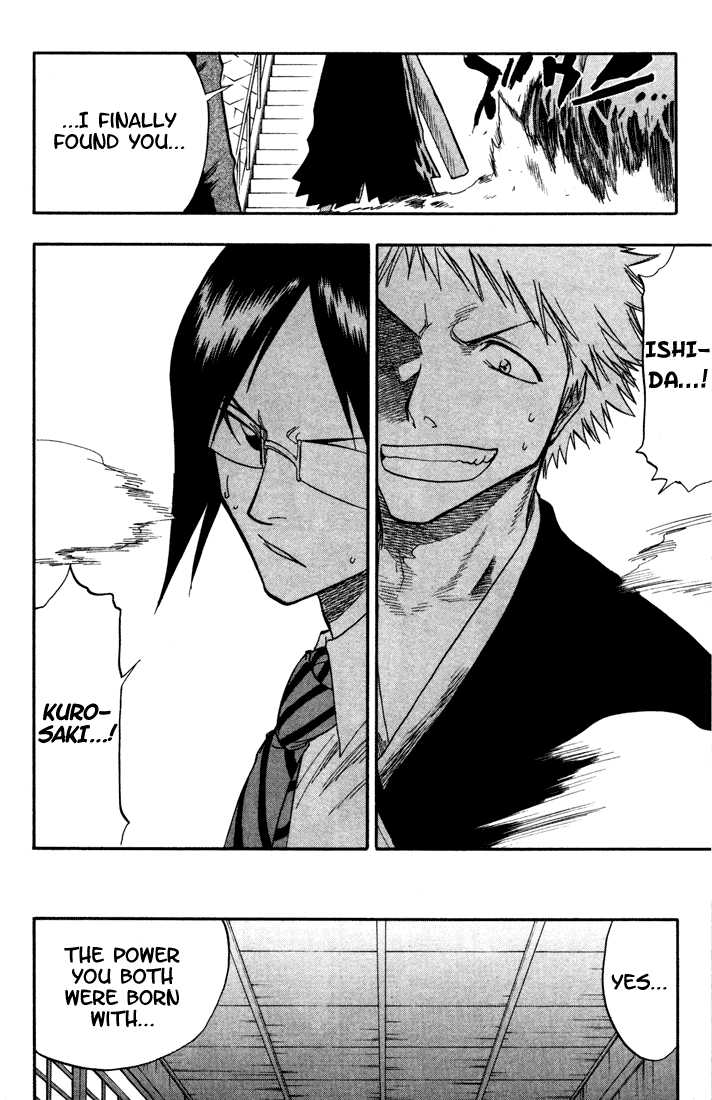 ...I FINALLY
FOUND YOU...
ISHI-
DA...!
KURO-
SAKI...!
YES...
THE POWER
YOU BOTH
WERE BORN
WITH...